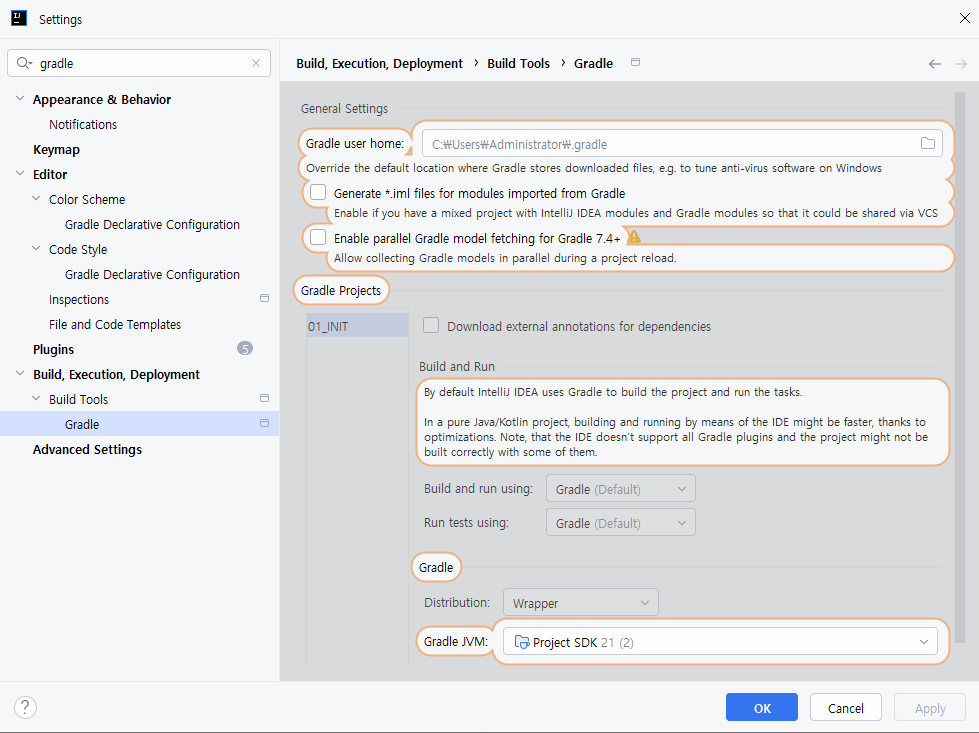 Settings
gradle
Appearance & Behavior
Notifications
Keymap
Editor
Color Scheme
Gradle Declarative Configuration
Code Style
Gradle Declarative Configuration
Inspections
File and Code Templates
Plugins
5
Build, Execution, Deployment
Build Tools
Gradle
Advanced Settings
Build, Execution, Deployment › Build Tools › Gradle
General Settings
Gradle user home: C:₩Users₩Administrator₩.gradle
Override the default location where Gradle stores downloaded files, e.g. to tune anti-virus software on Windows
Generate *.iml files for modules imported from Gradle
Enable if you have a mixed project with IntelliJ IDEA modules and Gradle modules so that it could be shared via VCS
Enable parallel Gradle model fetching for Gradle 7.4+
Allow collecting Gradle models in parallel during a project reload.
Gradle Projects
01_INIT
Download external annotations for dependencies
Build and Run
By default IntelliJ IDEA uses Gradle to build the project and run the tasks.
In a pure Java/Kotlin project, building and running by means of the IDE might be faster, thanks to
optimizations. Note, that the IDE doesn't support all Gradle plugins and the project might not be
built correctly with some of them.
Build and run using: Gradle (Default)
Run tests using: Gradle (Default)
Gradle
Distribution: Wrapper
Gradle JVM: Project SDK 21 (2)
?
OK
Cancel
Apply